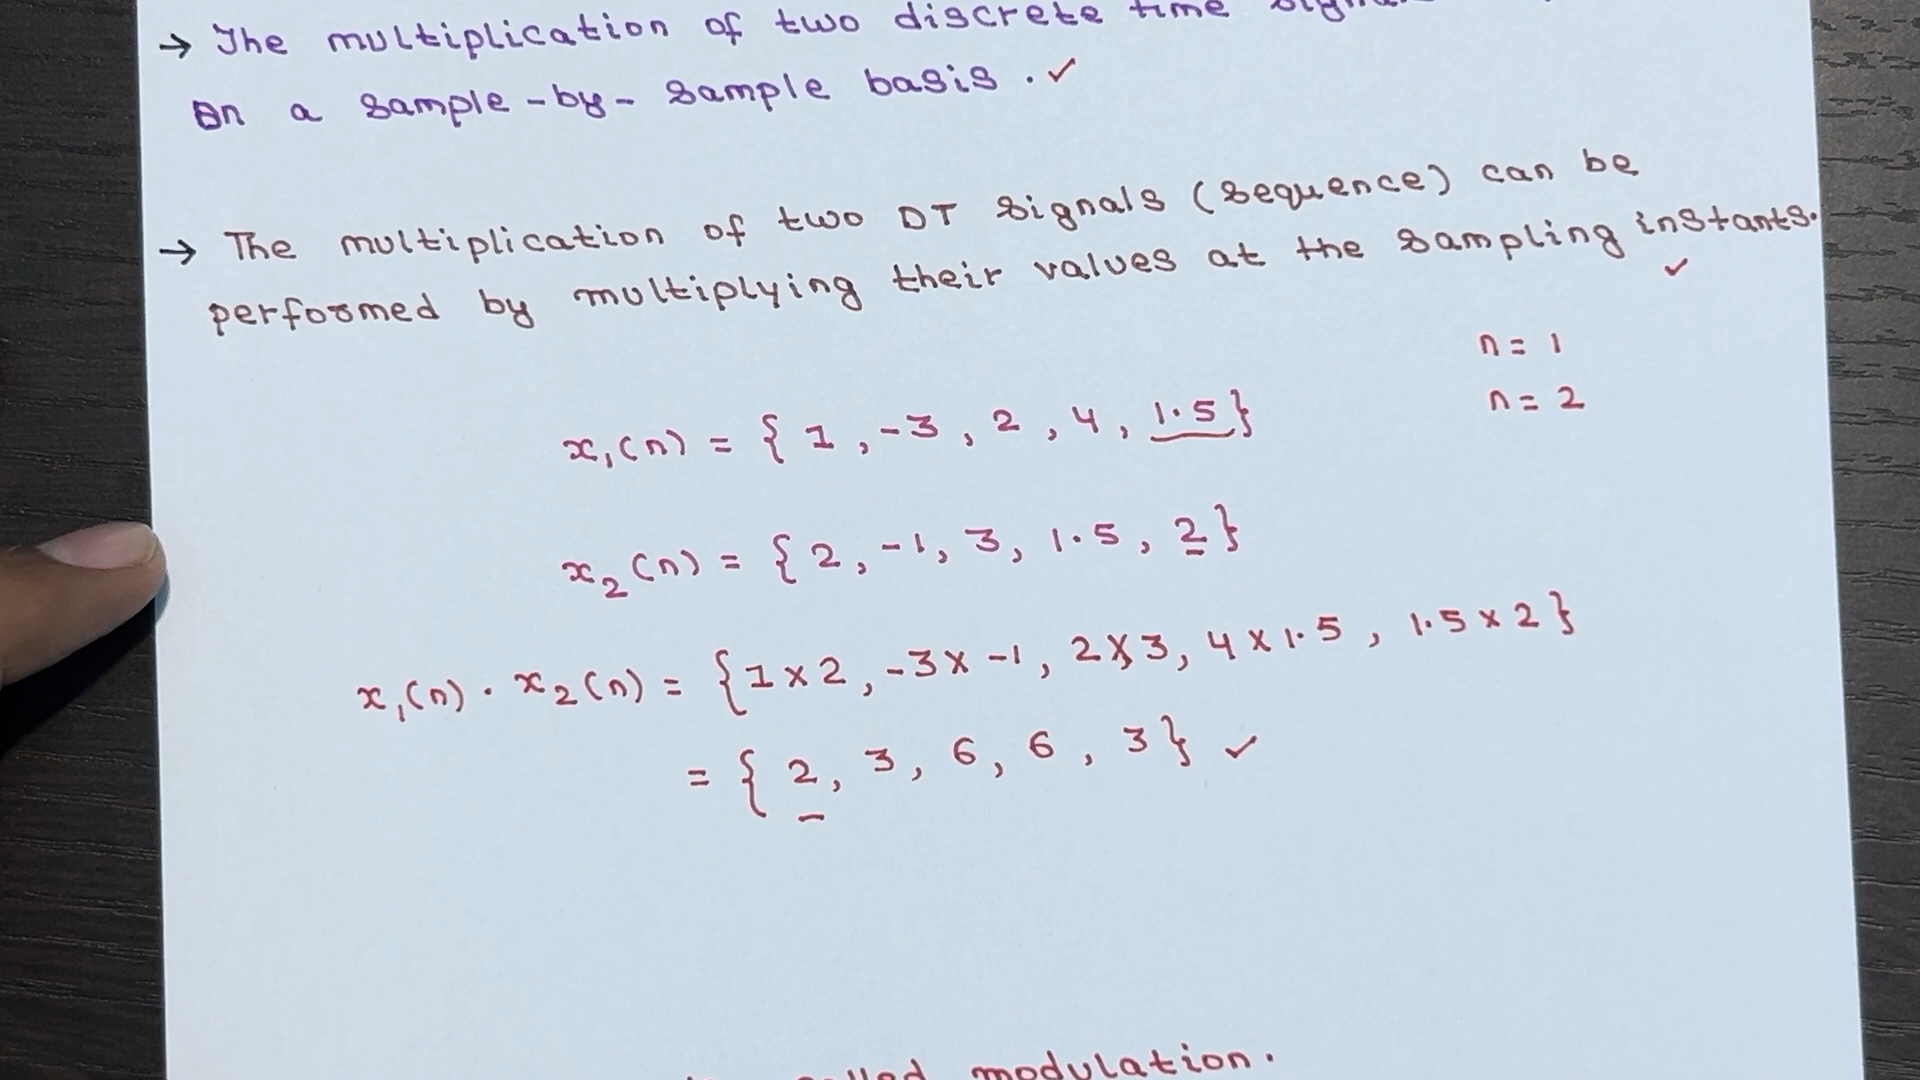 → The multiplication of two discrete time
on a sample-by-sample basis. ✓
→ The multiplication of two DT signals (sequence) can be
performed by multiplying their values at the sampling instants. ✓
n = 1
n = 2
x₁(n) = { 1, -3, 2, 4, 1.5}
x₂(n) = { 2, -1, 3, 1.5, 2}
x₁(n) . x₂(n) = {1 x 2, -3 x -1, 2 x 3, 4 x 1.5, 1.5 x 2}
= { 2, 3, 6, 6, 3} ✓
called modulation.